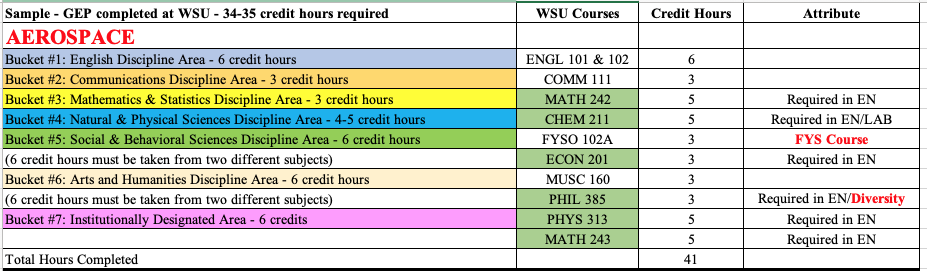 Sample - GEP completed at WSU - 34-35 credit hours required WSU Courses Credit Hours Attribute
AEROSPACE
Bucket #1: English Discipline Area - 6 credit hours ENGL 101 & 102 6
Bucket #2: Communications Discipline Area - 3 credit hours COMM 111 3
Bucket #3: Mathematics & Statistics Discipline Area - 3 credit hours MATH 242 5 Required in EN
Bucket #4: Natural & Physical Sciences Discipline Area - 4-5 credit hours CHEM 211 5 Required in EN/LAB
Bucket #5: Social & Behavioral Sciences Discipline Area - 6 credit hours FYSO 102A 3 FYS Course
(6 credit hours must be taken from two different subjects) ECON 201 3 Required in EN
Bucket #6: Arts and Humanities Discipline Area - 6 credit hours MUSC 160 3
(6 credit hours must be taken from two different subjects) PHIL 385 3 Required in EN/Diversity
Bucket #7: Institutionally Designated Area - 6 credits PHYS 313 5 Required in EN
MATH 243 5 Required in EN
Total Hours Completed 41